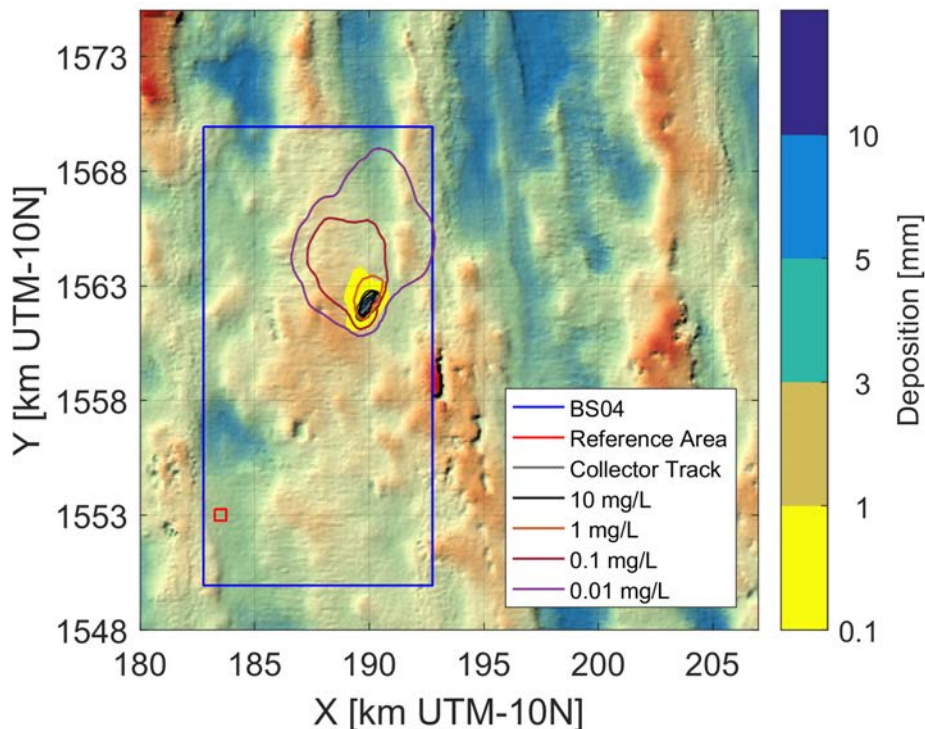 1573
1568
1563
1558
1553
1548
Y [km UTM-10N]
180
185
190
195
200
205
X [km UTM-10N]
BS04
Reference Area
Collector Track
10 mg/L
1 mg/L
0.1 mg/L
0.01 mg/L
10
5
3
1
0.1
Deposition [mm]